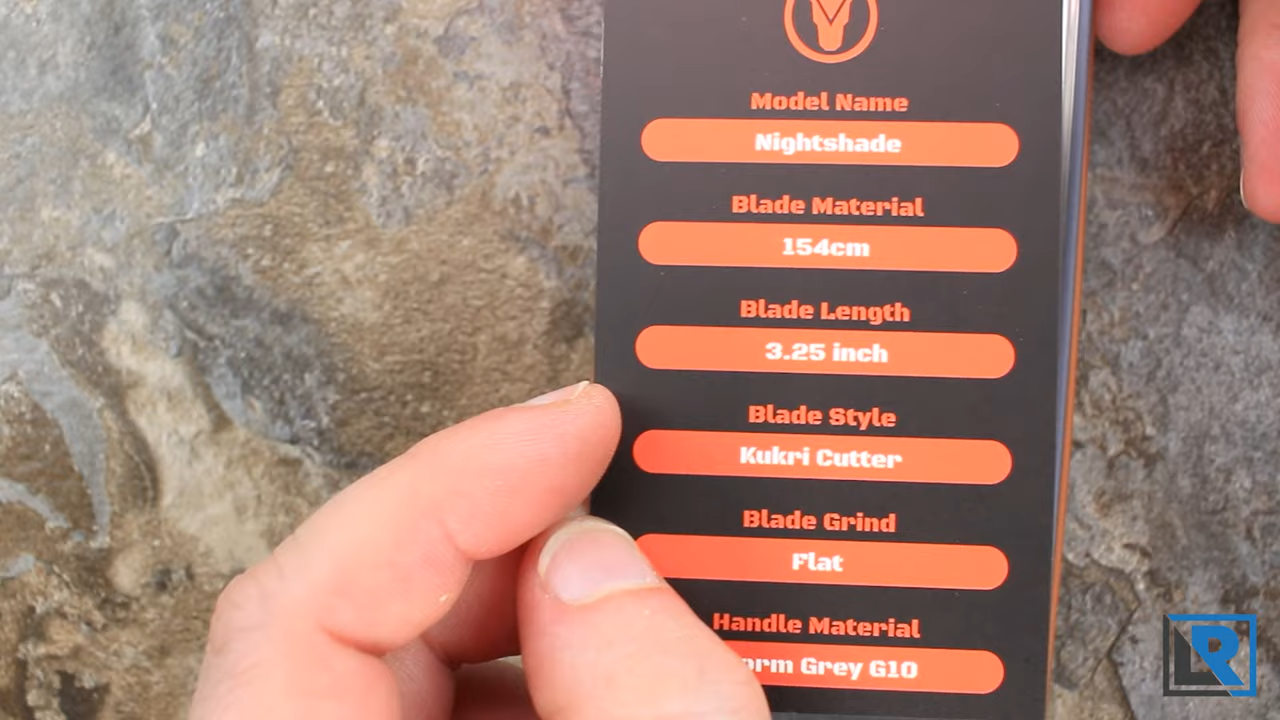 Model Name
Nightshade
Blade Material
154cm
Blade Length
3.25 inch
Blade Style
Kukri Cutter
Blade Grind
Flat
Handle Material
Grey G10
LR